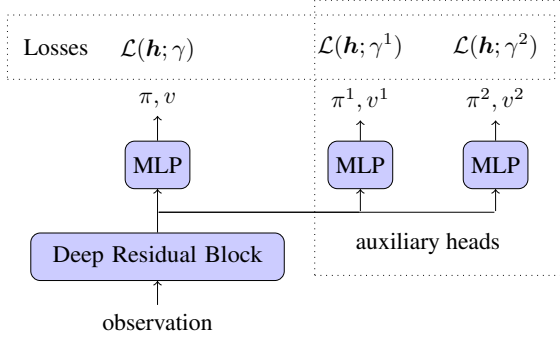 Losses 𝓛(𝒉; γ) 𝓛(𝒉; γ¹) 𝓛(𝒉; γ²)
π, v π¹, v¹ π², v²
MLP MLP MLP
Deep Residual Block auxiliary heads
observation